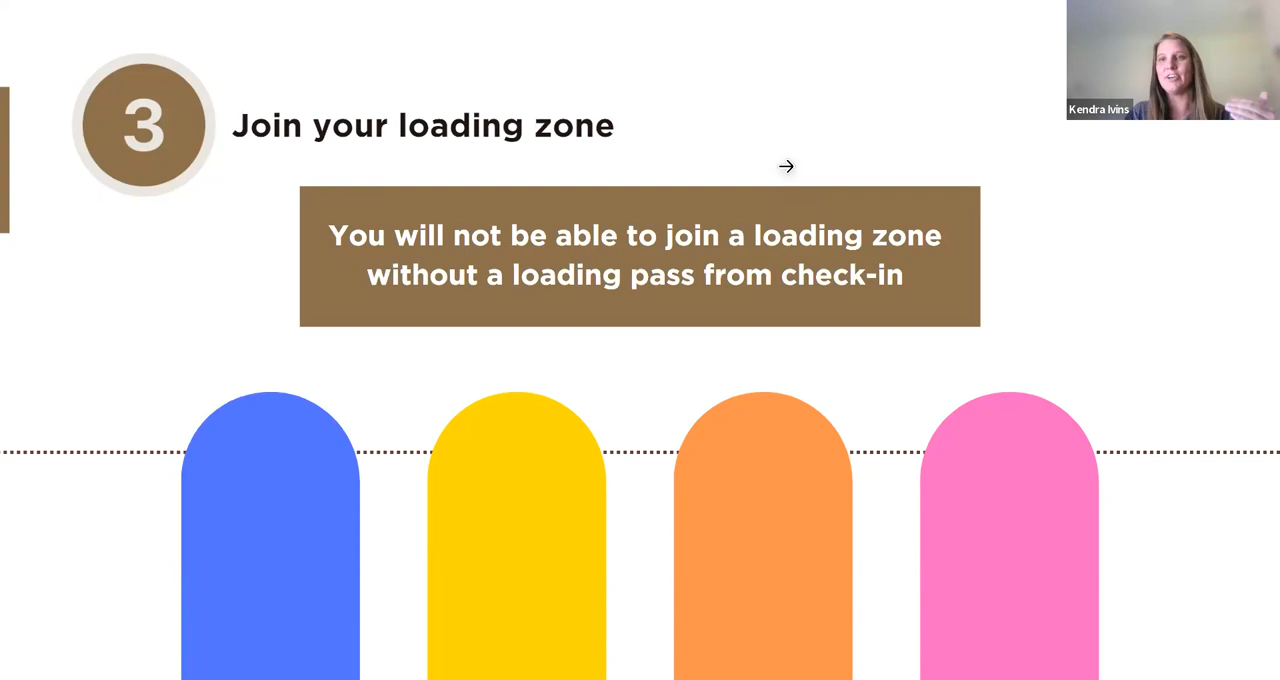 3
Join your loading zone
Kendra Ivins
You will not be able to join a loading zone
without a loading pass from check-in